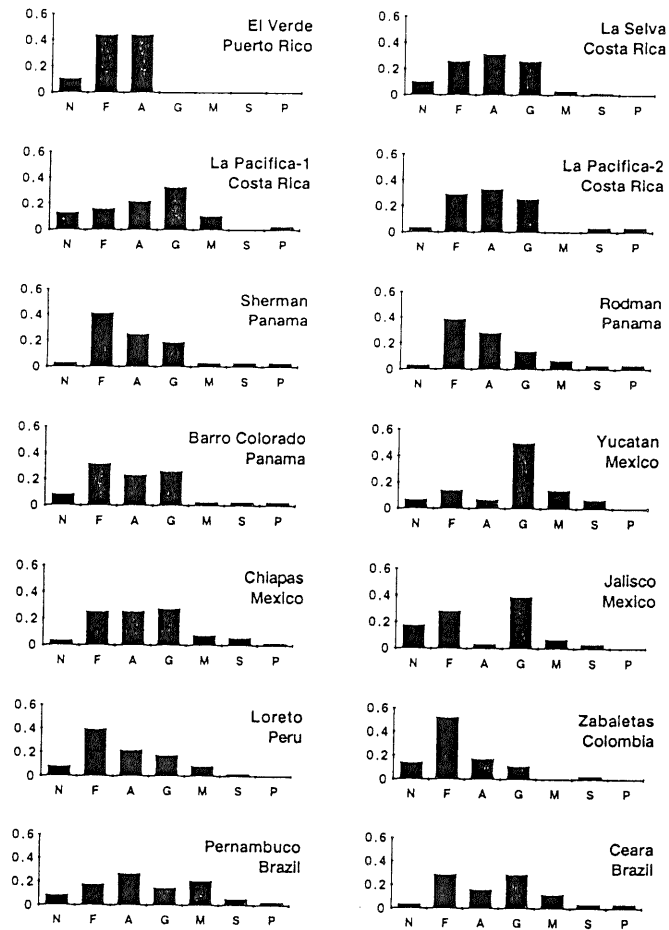 0.6
0.4
0.2
0
N F A G M S P
El Verde
Puerto Rico
0.6
0.4
0.2
0
N F A G M S P
La Selva
Costa Rica
0.6
0.4
0.2
0
N F A G M S P
La Pacifica-1
Costa Rica
0.6
0.4
0.2
0
N F A G M S P
La Pacifica-2
Costa Rica
0.6
0.4
0.2
0
N F A G M S P
Sherman
Panama
0.6
0.4
0.2
0
N F A G M S P
Rodman
Panama
0.6
0.4
0.2
0
N F A G M S P
Barro Colorado
Panama
0.6
0.4
0.2
0
N F A G M S P
Yucatan
Mexico
0.6
0.4
0.2
0
N F A G M S P
Chiapas
Mexico
0.6
0.4
0.2
0
N F A G M S P
Jalisco
Mexico
0.6
0.4
0.2
0
N F A G M S P
Loreto
Peru
0.6
0.4
0.2
0
N F A G M S P
Zabaletas
Colombia
0.6
0.4
0.2
0
N F A G M S P
Pernambuco
Brazil
0.6
0.4
0.2
0
N F A G M S P
Ceara
Brazil